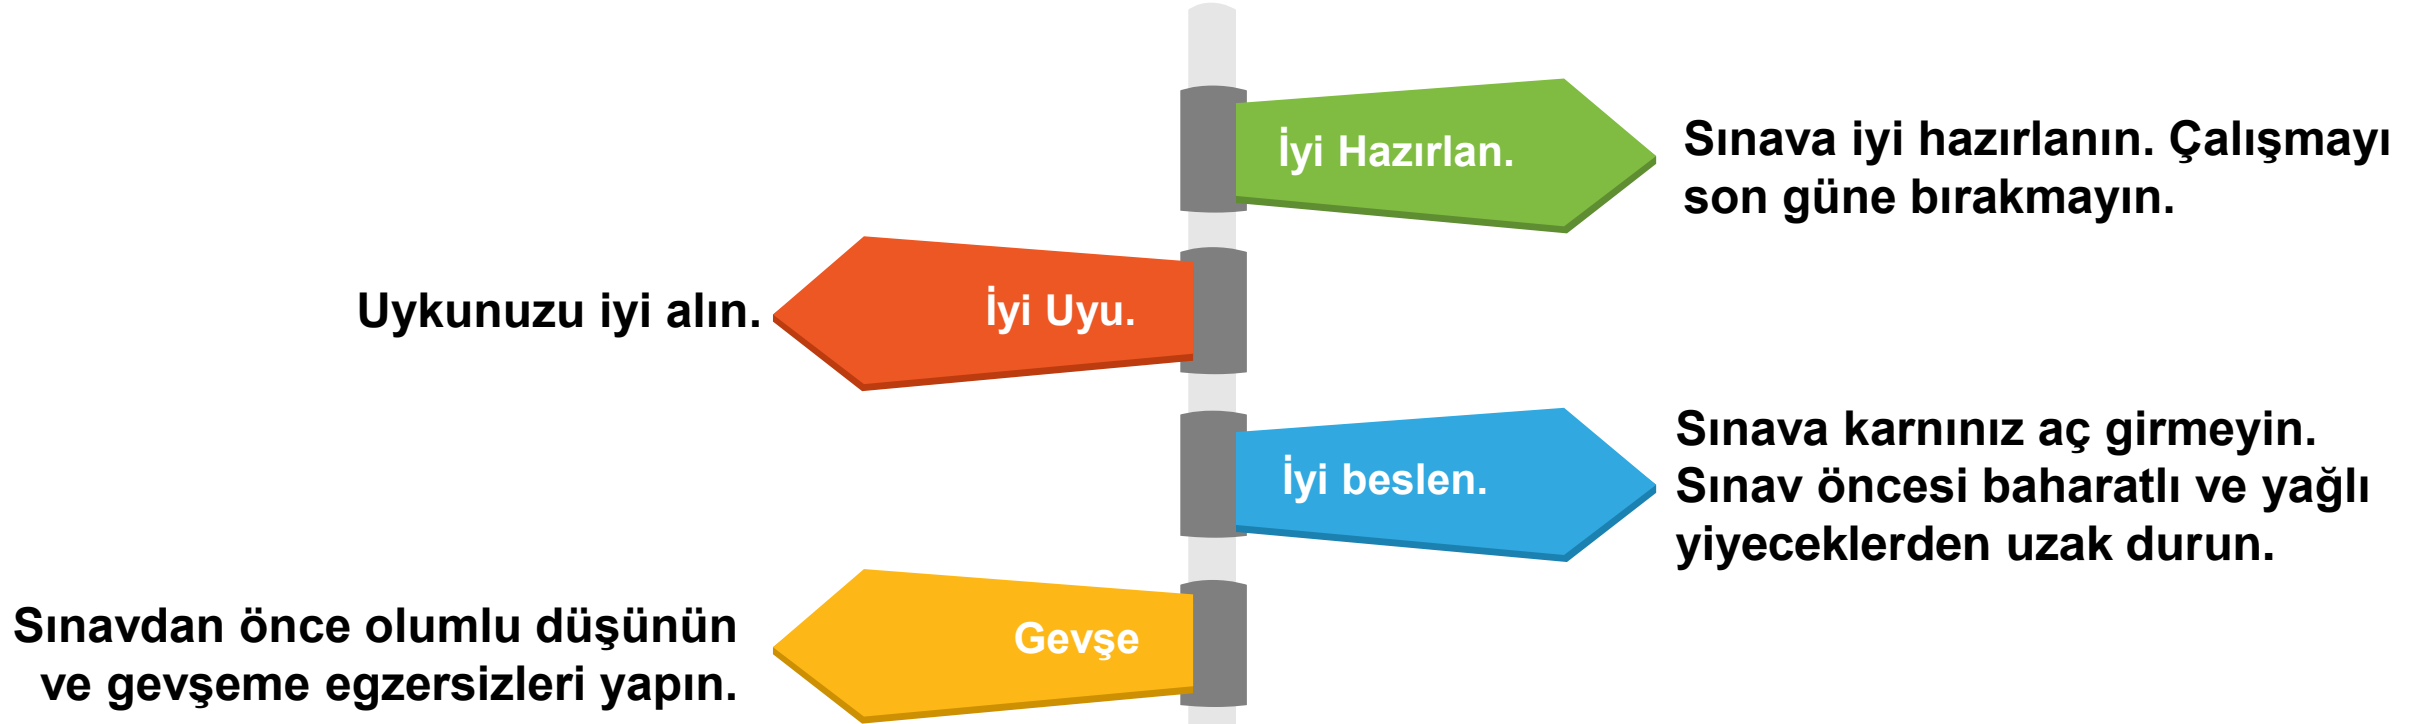 İyi Hazırlan.
Sınava iyi hazırlanın. Çalışmayı
son güne bırakmayın.
Uykunuzu iyi alın.
İyi Uyu.
İyi beslen.
Sınava karnınız aç girmeyin.
Sınav öncesi baharatlı ve yağlı
yiyeceklerden uzak durun.
Sınavdan önce olumlu düşünün
ve gevşeme egzersizleri yapın.
Gevşe